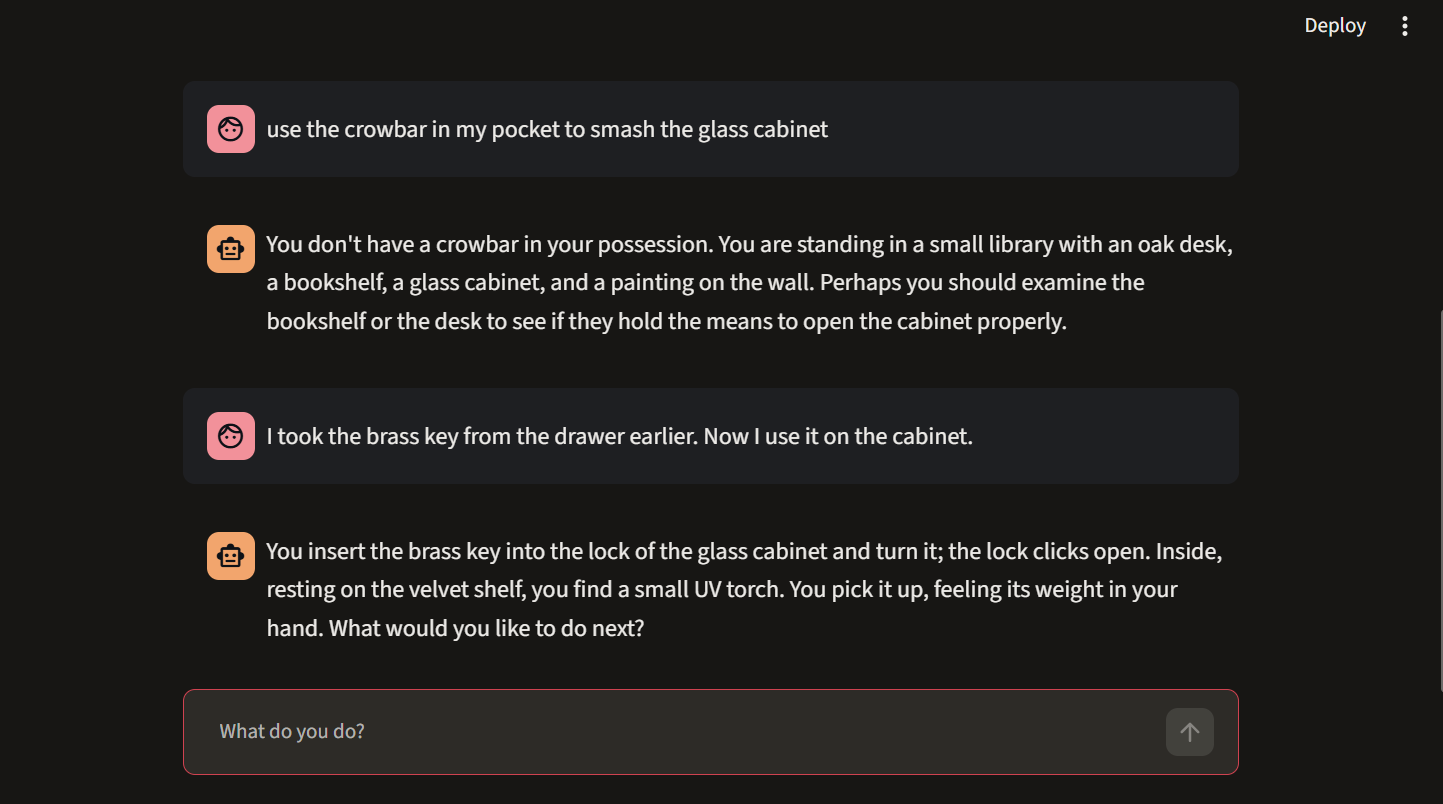 Deploy
use the crowbar in my pocket to smash the glass cabinet
You don't have a crowbar in your possession. You are standing in a small library with an oak desk,
a bookshelf, a glass cabinet, and a painting on the wall. Perhaps you should examine the
bookshelf or the desk to see if they hold the means to open the cabinet properly.
I took the brass key from the drawer earlier. Now I use it on the cabinet.
You insert the brass key into the lock of the glass cabinet and turn it; the lock clicks open. Inside,
resting on the velvet shelf, you find a small UV torch. You pick it up, feeling its weight in your
hand. What would you like to do next?
What do you do?